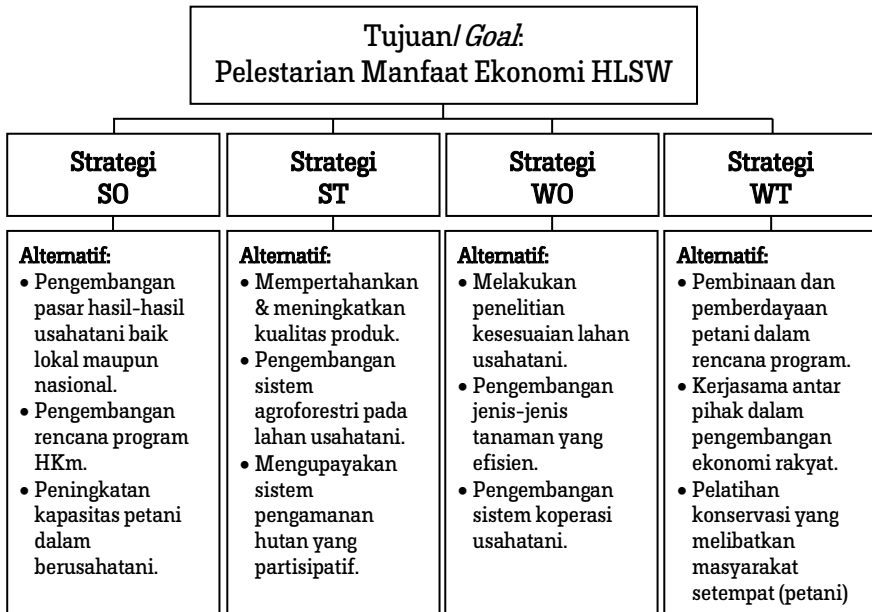 Tujuan/Goal:
Pelestarian Manfaat Ekonomi HLSW
Strategi
SO
Strategi
ST
Strategi
WO
Strategi
WT
Alternatif:
• Pengembangan
pasar hasil-hasil
usahatani baik
lokal maupun
nasional.
• Pengembangan
rencana program
HKm.
• Peningkatan
kapasitas petani
dalam
berusahatani.
Alternatif:
• Mempertahankan
& meningkatkan
kualitas produk.
• Pengembangan
sistem
agroforestri pada
lahan usahatani.
• Mengupayakan
sistem
pengamanan
hutan yang
partisipatif.
Alternatif:
• Melakukan
penelitian
kesesuaian lahan
usahatani.
• Pengembangan
jenis-jenis
tanaman yang
efisien.
• Pengembangan
sistem koperasi
usahatani.
Alternatif:
• Pembinaan dan
pemberdayaan
petani dalam
rencana program.
• Kerjasama antar
pihak dalam
pengembangan
ekonomi rakyat.
• Pelatihan
konservasi yang
melibatkan
masyarakat
setempat (petani)